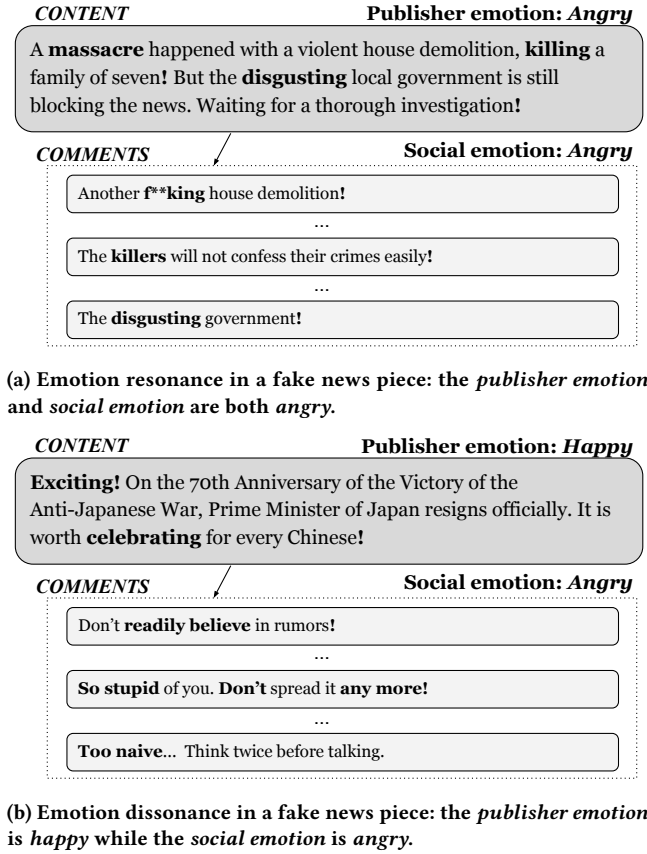 CONTENT Publisher emotion: Angry
A massacre happened with a violent house demolition, killing a
family of seven! But the disgusting local government is still
blocking the news. Waiting for a thorough investigation!
COMMENTS Social emotion: Angry
Another f**king house demolition!
...
The killers will not confess their crimes easily!
...
The disgusting government!
(a) Emotion resonance in a fake news piece: the publisher emotion
and social emotion are both angry.
CONTENT Publisher emotion: Happy
Exciting! On the 70th Anniversary of the Victory of the
Anti-Japanese War, Prime Minister of Japan resigns officially. It is
worth celebrating for every Chinese!
COMMENTS Social emotion: Angry
Don't readily believe in rumors!
...
So stupid of you. Don't spread it any more!
...
Too naive... Think twice before talking.
(b) Emotion dissonance in a fake news piece: the publisher emotion
is happy while the social emotion is angry.